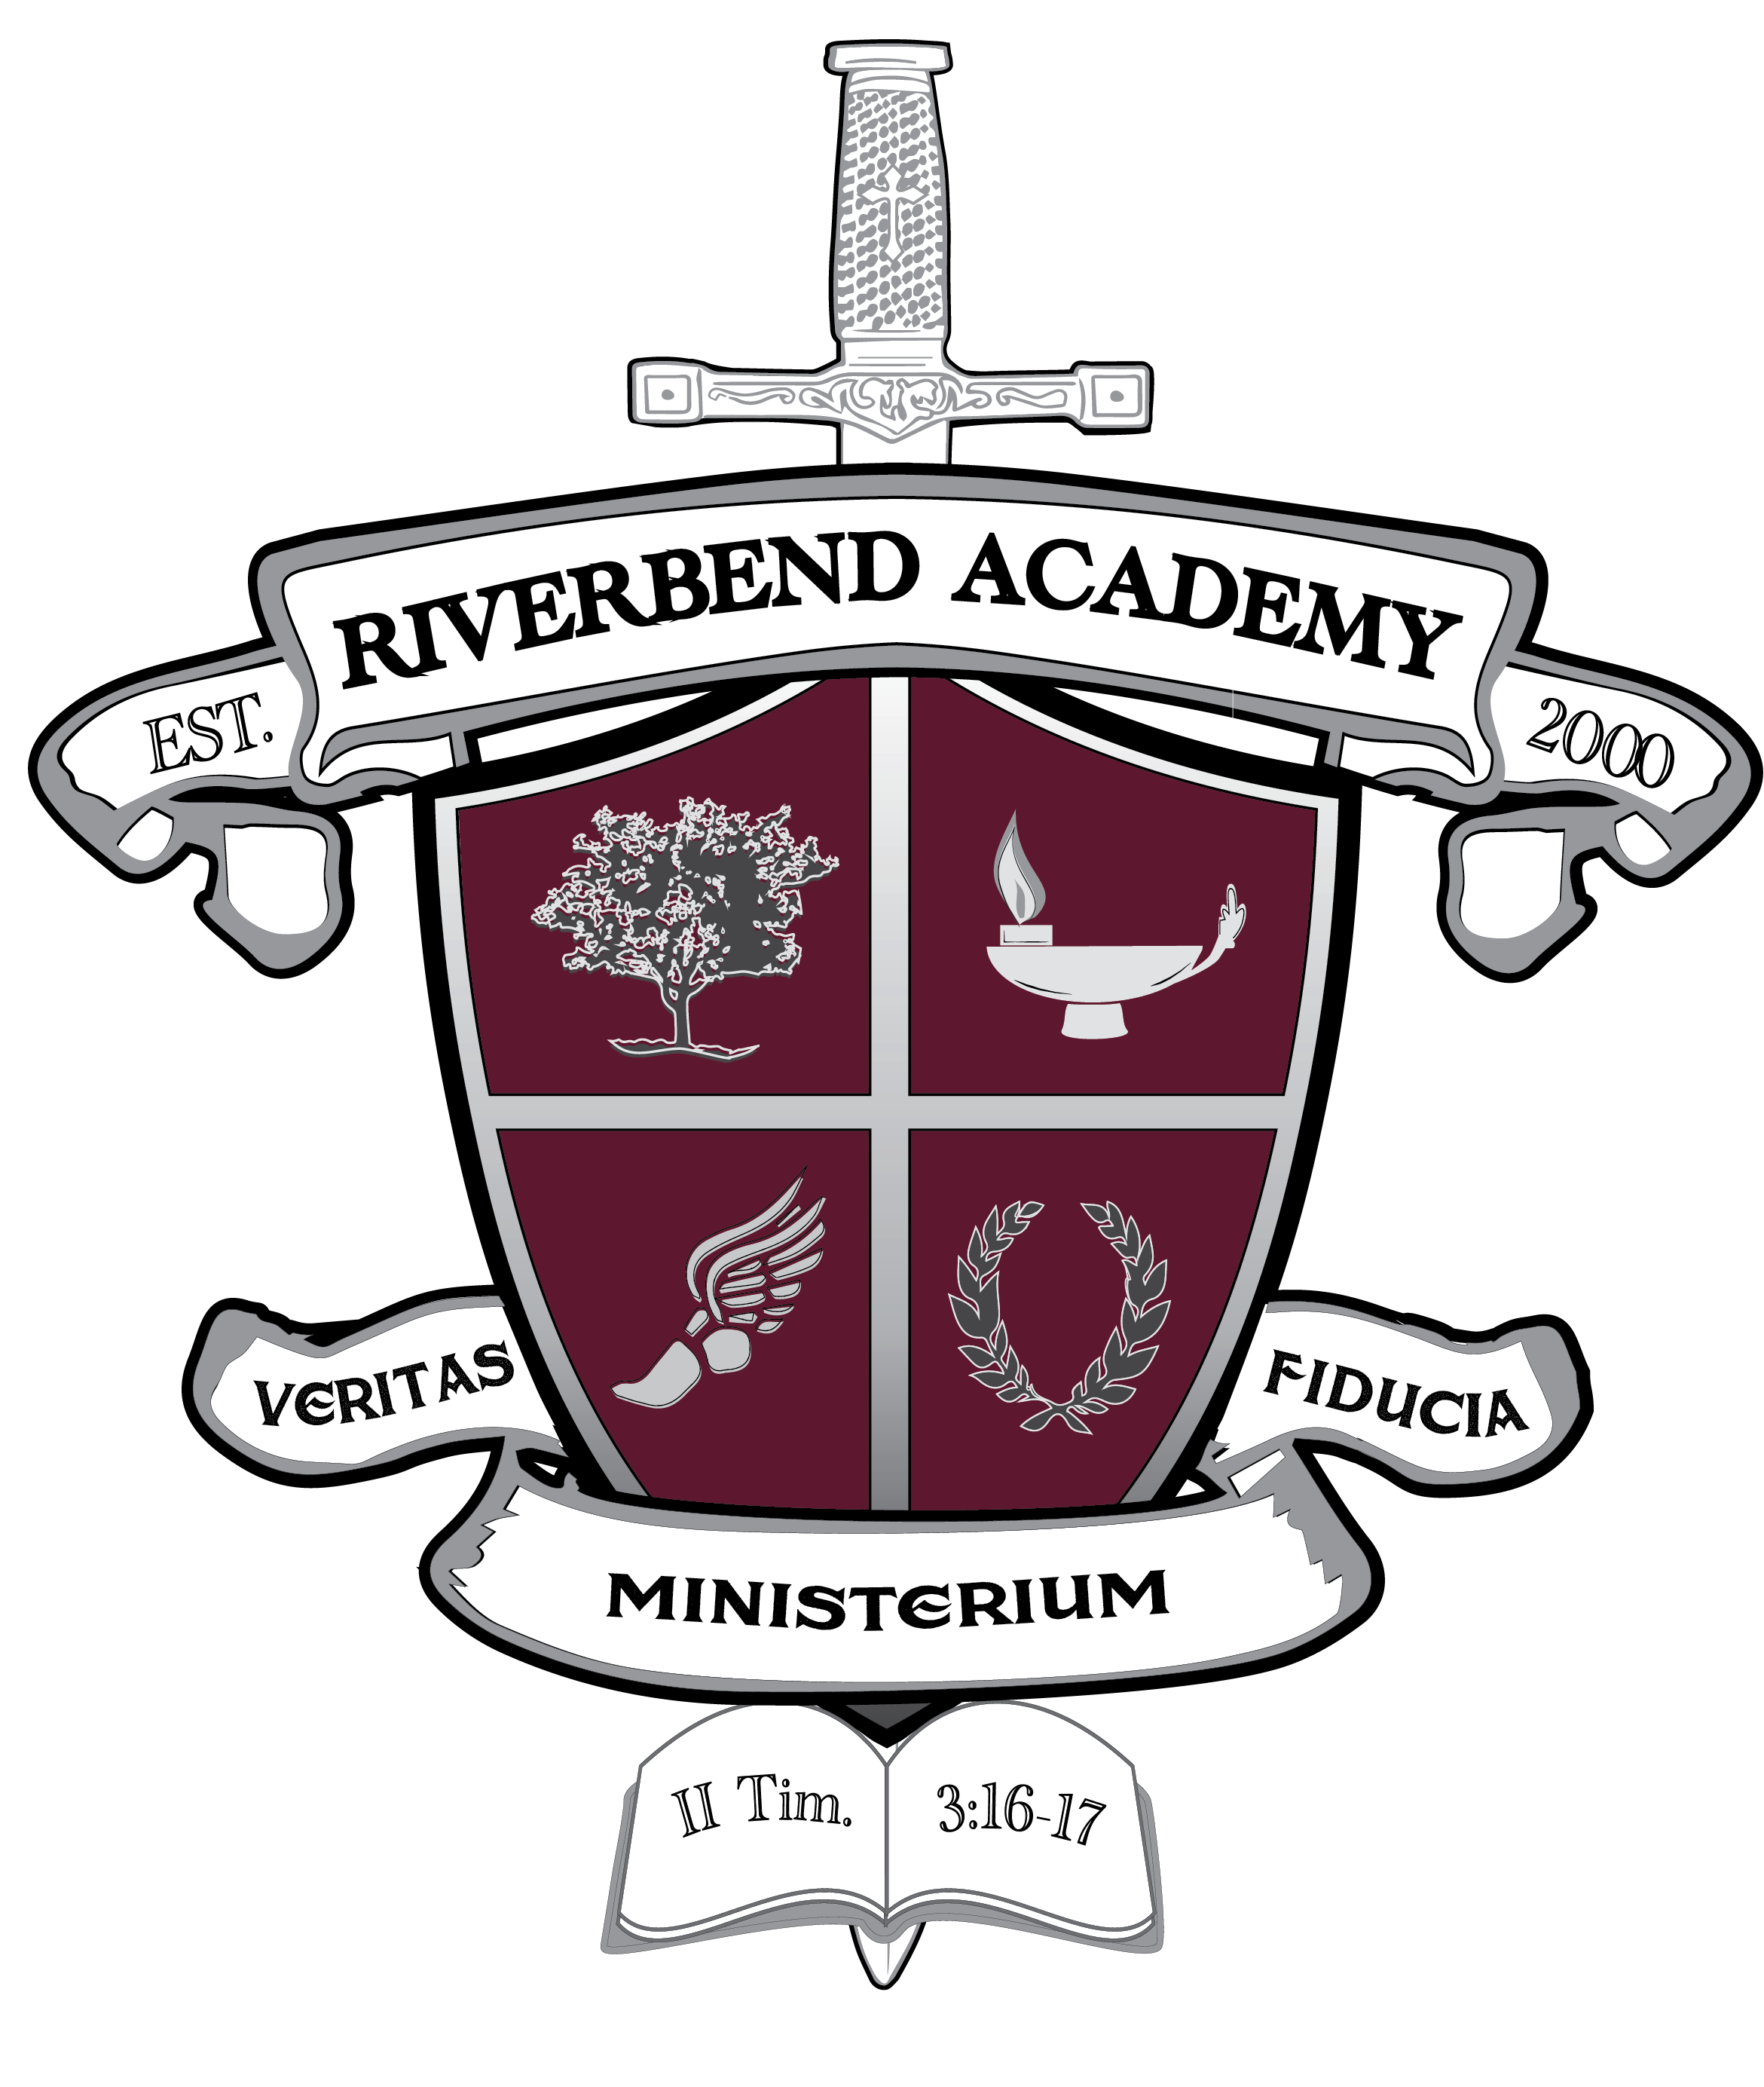 RIVERBEND ACADEMY
EST. 2000
VERITAS
FIDUCIA
MINISTERIUM
II Tim. 3:16-17